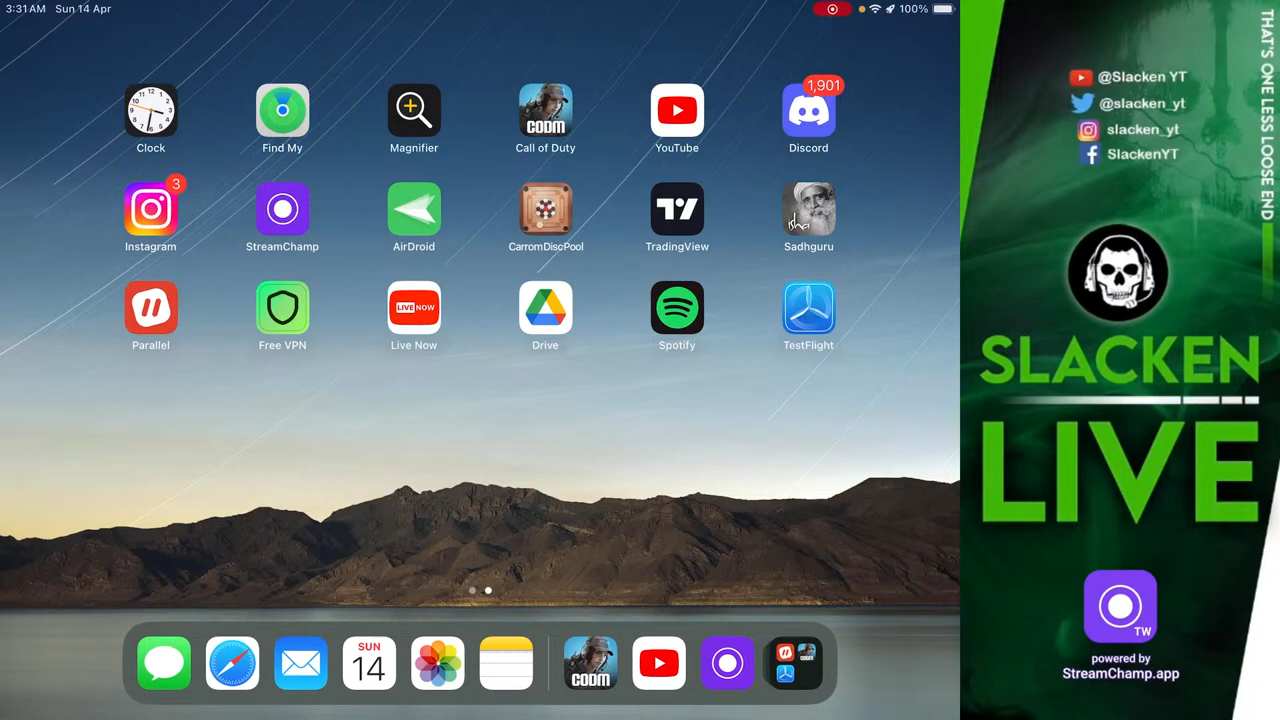 3:31 AM Sun 14 Apr
100%
1,901
CODM
Clock
Find My
Magnifier
Call of Duty
YouTube
Discord
3
Instagram
StreamChamp
AirDroid
CarromDiscPool
TradingView
isha
Sadhguru
LIVE NOW
Parallel
Free VPN
Live Now
Drive
Spotify
TestFlight
SUN
14
CODM
@Slacken YT
@slacken_yt
slacken_yt
SlackenYT
THAT'S ONE LESS LOOSE END
SLACKEN
LIVE
TW
powered by
StreamChamp.app